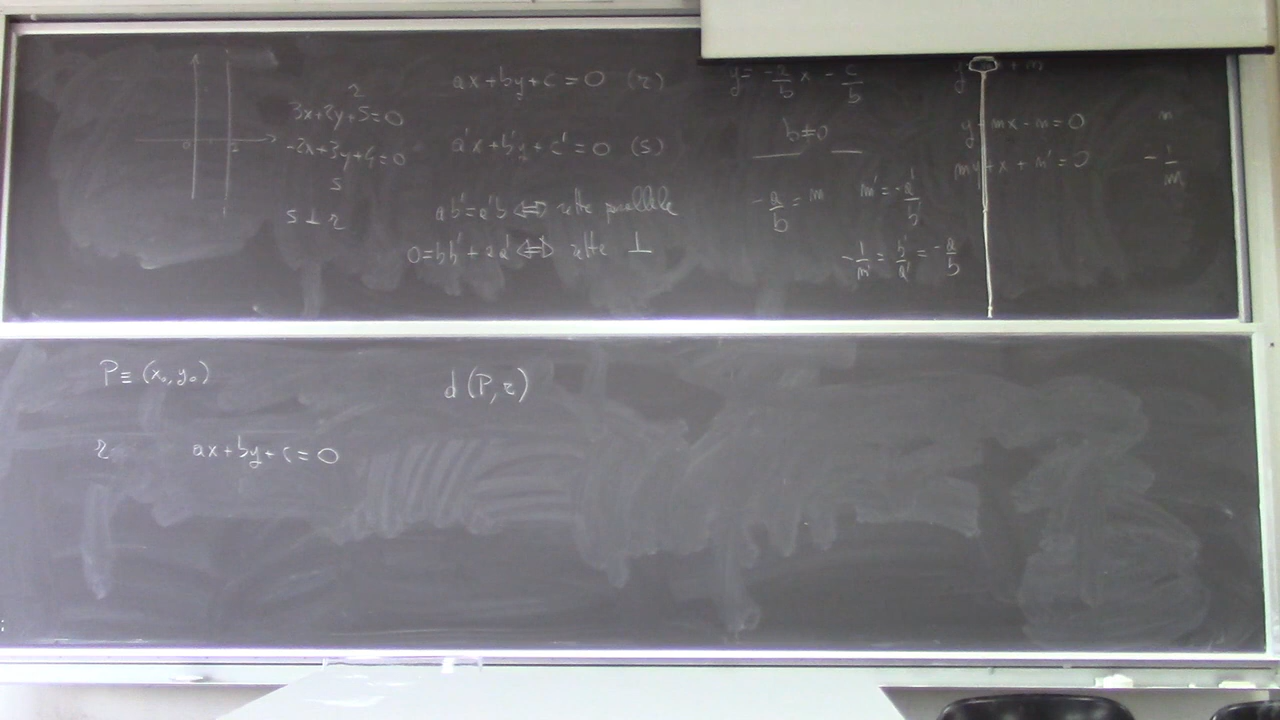 r
3x+2y+5=0
-2x+3y+4=0
s
s ⊥ r
0
2
ax+by+c=0 (r)
a'x+b'y+c'=0 (s)
ab'=a'b ⇔ rette parallele
0=bb'+aa' ⇔ rette ⊥
y= -a/b x - c/b
b≠0
-a/b = m
m'=-a'/b'
-1/m' = b'/a' = -a/b
y-mx-n=0
my+x+n'=0
m
-1/m
P≡(x₀,y₀)
d(P,r)
r ax+by+c=0